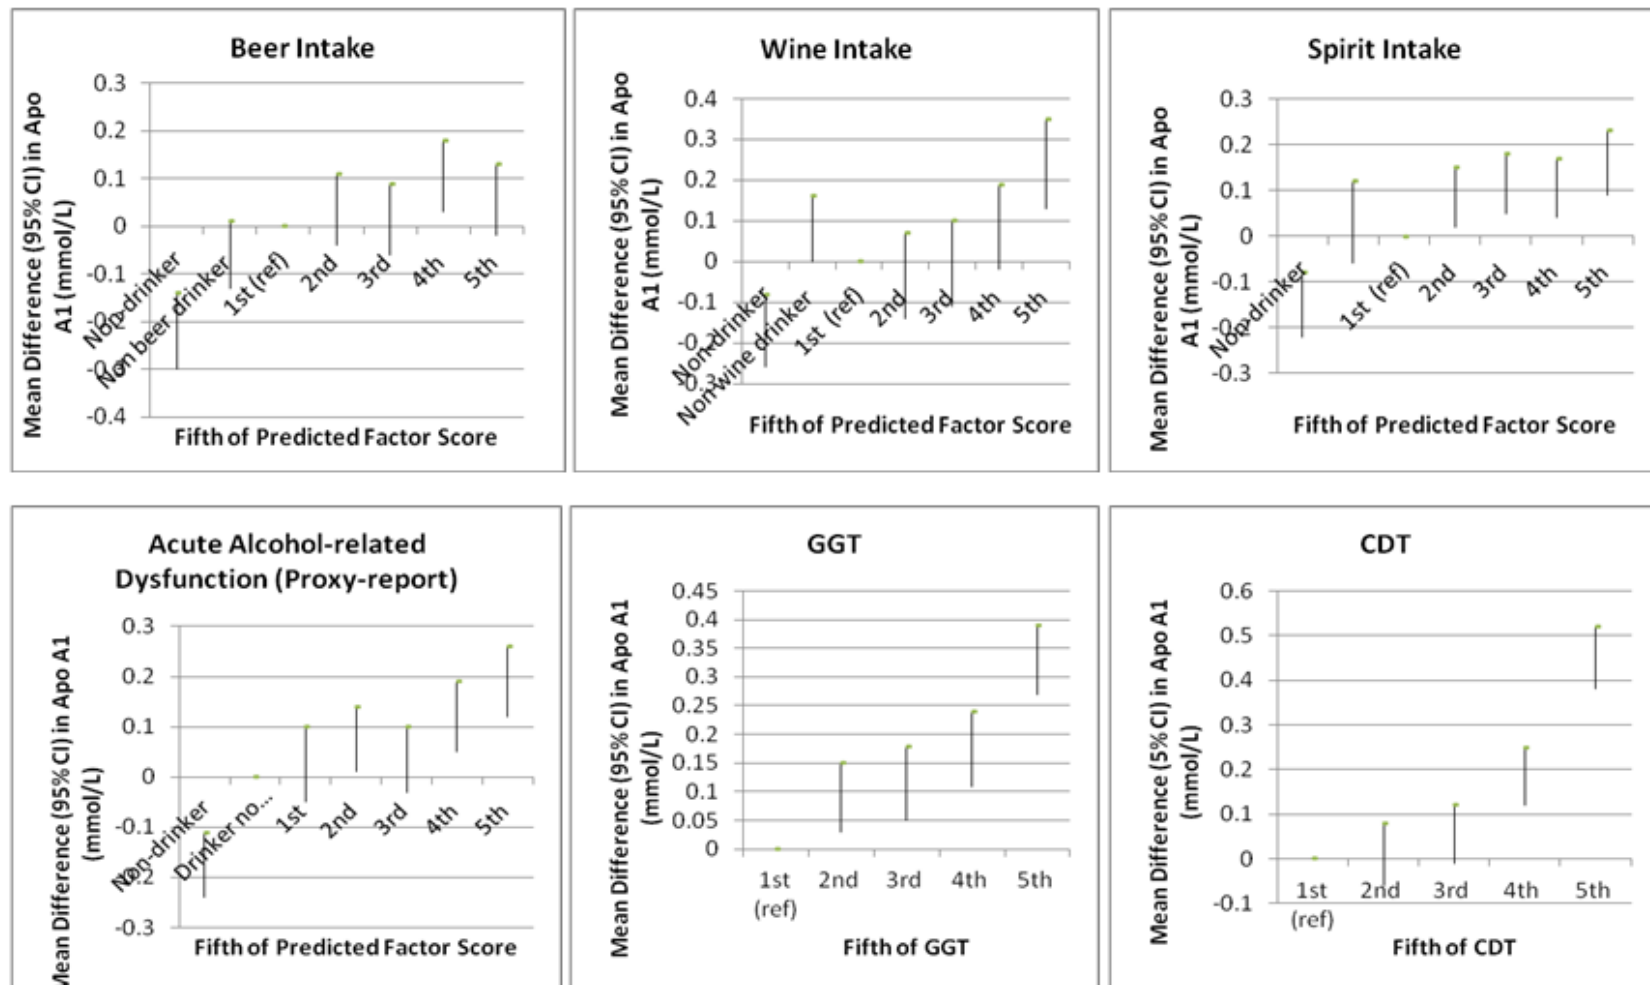 Beer Intake
Mean Difference (95% CI) in Apo
A1 (mmol/L)
0.3
0.2
0.1
0
-0.1
-0.4
Non-drinker
Non beer drinker
1st (ref)
2nd
3rd
4th
5th
Fifth of Predicted Factor Score
Wine Intake
Mean Difference (95% CI) in Apo
A1 (mmol/L)
0.4
0.3
0.2
0.1
0
-0.1
-0.2
-0.3
Non-drinker
Non wine drinker
1st (ref)
2nd
3rd
4th
5th
Fifth of Predicted Factor Score
Spirit Intake
Mean Difference (95% CI) in Apo
A1 (mmol/L)
0.3
0.2
0.1
0
-0.1
-0.2
-0.3
Non-drinker
1st (ref)
2nd
3rd
4th
5th
Fifth of Predicted Factor Score
Acute Alcohol-related
Dysfunction (Proxy-report)
Mean Difference (95% CI) in Apo A1
(mmol/L)
0.3
0.2
0.1
0
-0.1
-0.2
-0.3
Non-drinker
Drinker no...
1st
2nd
3rd
4th
5th
Fifth of Predicted Factor Score
GGT
Mean Difference (95% CI) in Apo A1
(mmol/L)
0.45
0.4
0.35
0.3
0.25
0.2
0.15
0.1
0.05
0
1st
(ref)
2nd
3rd
4th
5th
Fifth of GGT
CDT
Mean Difference (5% CI) in Apo A1
(mmol/L)
0.6
0.5
0.4
0.3
0.2
0.1
0
-0.1
1st
(ref)
2nd
3rd
4th
5th
Fifth of CDT